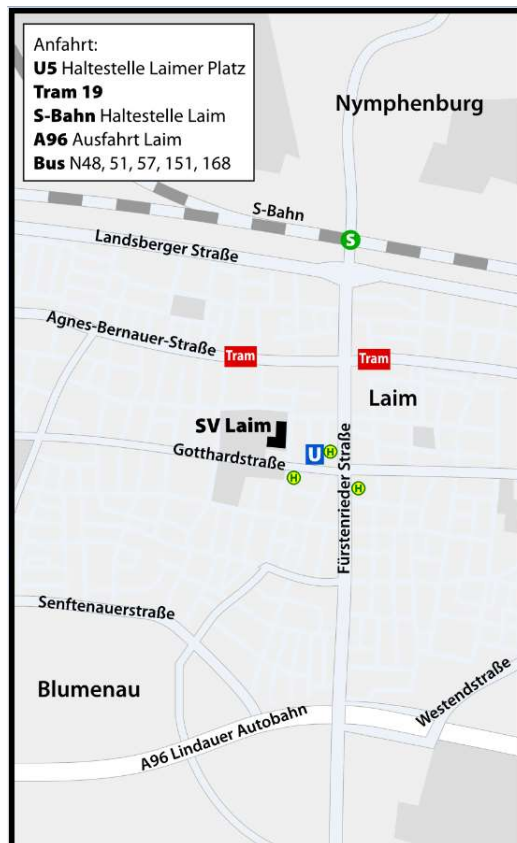 Anfahrt:
U5 Haltestelle Laimer Platz
Tram 19
S-Bahn Haltestelle Laim
A96 Ausfahrt Laim
Bus N48, 51, 57, 151, 168
Nymphenburg
S-Bahn
S
Landsberger Straße
Agnes-Bernauer-Straße
Tram
Tram
Laim
SV Laim
Gotthardstraße
U
H
H
H
Fürstenrieder Straße
Senftenauerstraße
Blumenau
Westendstraße
A96 Lindauer Autobahn